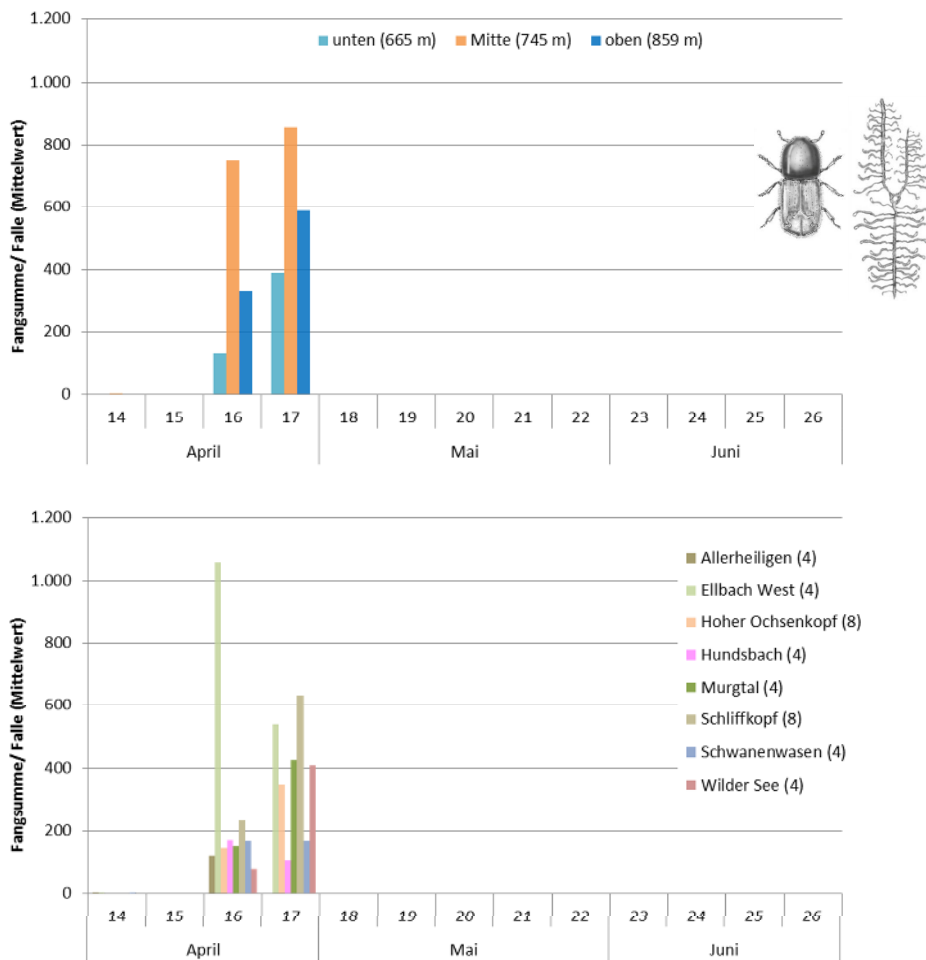 1.200
unten (665 m) Mitte (745 m) oben (859 m)
1.000
800
600
400
200
0
Fangsumme/ Falle (Mittelwert)
14 15 16 17 18 19 20 21 22 23 24 25 26
April Mai Juni
1.200
1.000
800
600
400
200
0
Fangsumme/ Falle (Mittelwert)
Allerheiligen (4)
Ellbach West (4)
Hoher Ochsenkopf (8)
Hundsbach (4)
Murgtal (4)
Schliffkopf (8)
Schwanenwasen (4)
Wilder See (4)
14 15 16 17 18 19 20 21 22 23 24 25 26
April Mai Juni